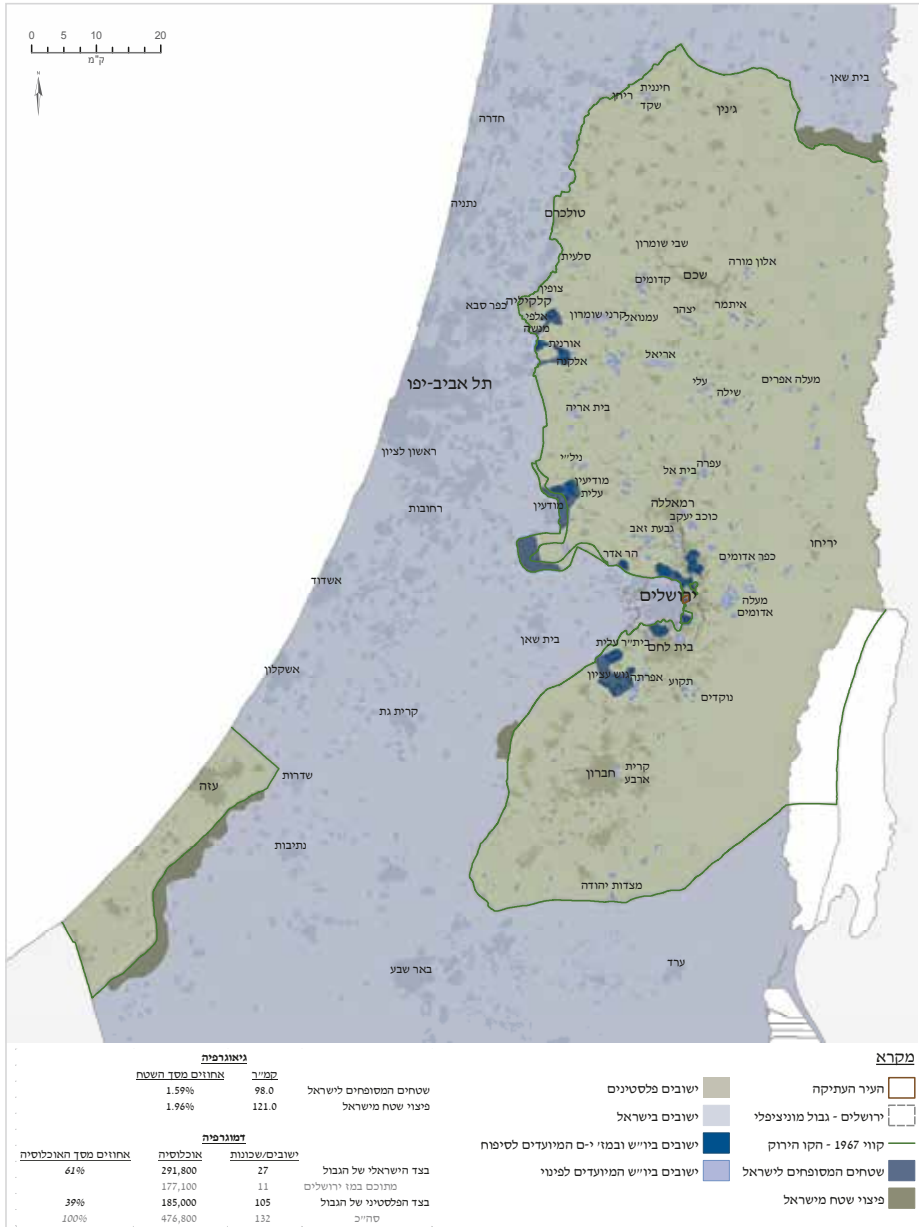 0 5 10 20
ק"מ
N
בית שאן
חיננית
ריחן
שקד
ג'נין
חדרה
נתניה
טולכרם
שבי שומרון
סלעית
אלון מורה
שכם
קדומים
צופין
קלקיליה
כפר סבא
איתמר
יצהר
אלפי
מנשה
קרני שומרון
עמנואל
אורנית
אריאל
אלקנה
תל אביב-יפו
מעלה אפרים
עלי
שילה
בית אריה
ראשון לציון
ניל״י
עפרה
בית אל
מודיעין
עלית
רחובות
מודעין
רמאללה
כוכב יעקב
גבעת זאב
יריחו
הר אדר
כפר אדומים
אשדוד
ירושלים
מעלה
אדומים
בית שאן
בית״ר עלית
בית לחם
אשקלון
גוש עציון
אפרתה
תקוע
נוקדים
קרית גת
שדרות
קרית
ארבע
חברון
עזה
נתיבות
מצדות יהודה
באר שבע
ערד
מקרא
העיר העתיקה
ירושלים - גבול מוניציפלי
קווי 1967 - הקו הירוק
שטחים המסופחים לישראל
פיצוי שטח מישראל
ישובים פלסטינים
ישובים בישראל
ישובים ביו״ש ובמז' י-ם המיועדים לסיפוח
ישובים ביו״ש המיועדים לפינוי
גיאוגרפיה
קמ״ר אחוזים מסך השטח
שטחים המסופחים לישראל 98.0 1.59%
פיצוי שטח מישראל 121.0 1.96%
דמוגרפיה
ישובים/שכונות אוכלוסיה אחוזים מסך האוכלוסיה
בצד הישראלי של הגבול 27 291,800 61%
מתוכם במז ירושלים 11 177,100
בצד הפלסטיני של הגבול 105 185,000 39%
סה״כ 132 476,800 100%